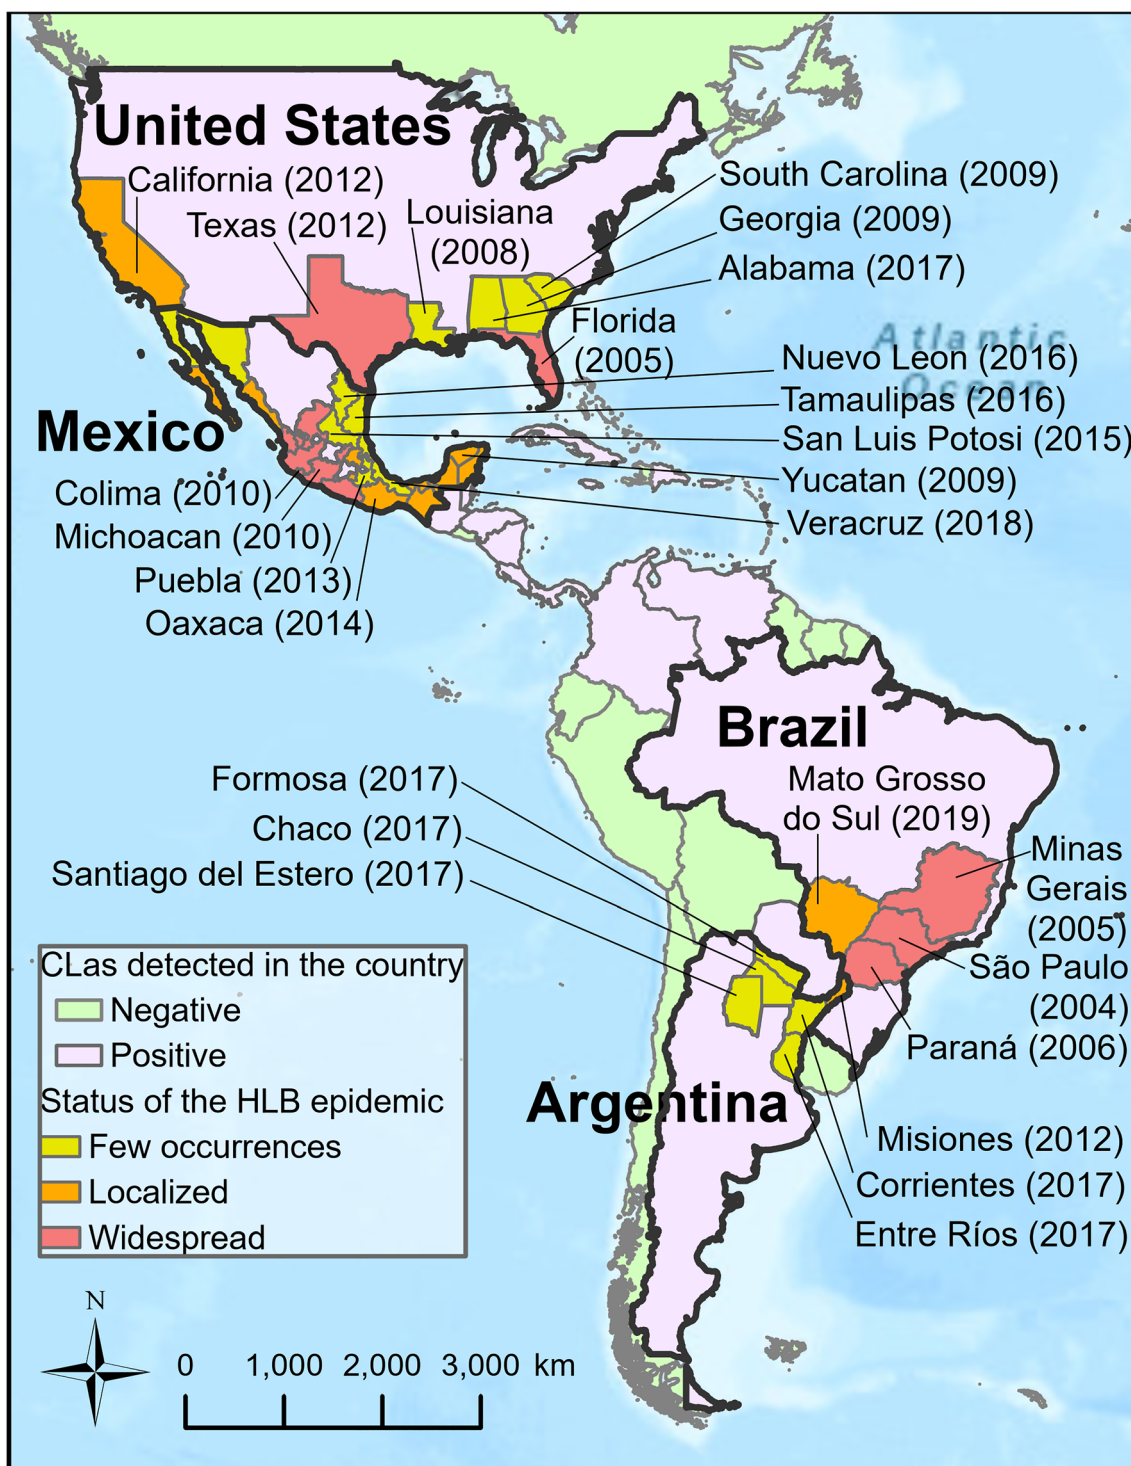 United States
California (2012)
Texas (2012)
Louisiana
(2008)
South Carolina (2009)
Georgia (2009)
Alabama (2017)
Florida
(2005)
Atlantic
Ocean
Nuevo Leon (2016)
Tamaulipas (2016)
San Luis Potosi (2015)
Yucatan (2009)
Veracruz (2018)
Mexico
Colima (2010)
Michoacan (2010)
Puebla (2013)
Oaxaca (2014)
Brazil
Mato Grosso
do Sul (2019)
Formosa (2017)
Chaco (2017)
Santiago del Estero (2017)
Minas
Gerais
(2005)
São Paulo
(2004)
Paraná (2006)
Argentina
Misiones (2012)
Corrientes (2017)
Entre Ríos (2017)
CLas detected in the country
Negative
Positive
Status of the HLB epidemic
Few occurrences
Localized
Widespread
N
0 1,000 2,000 3,000 km